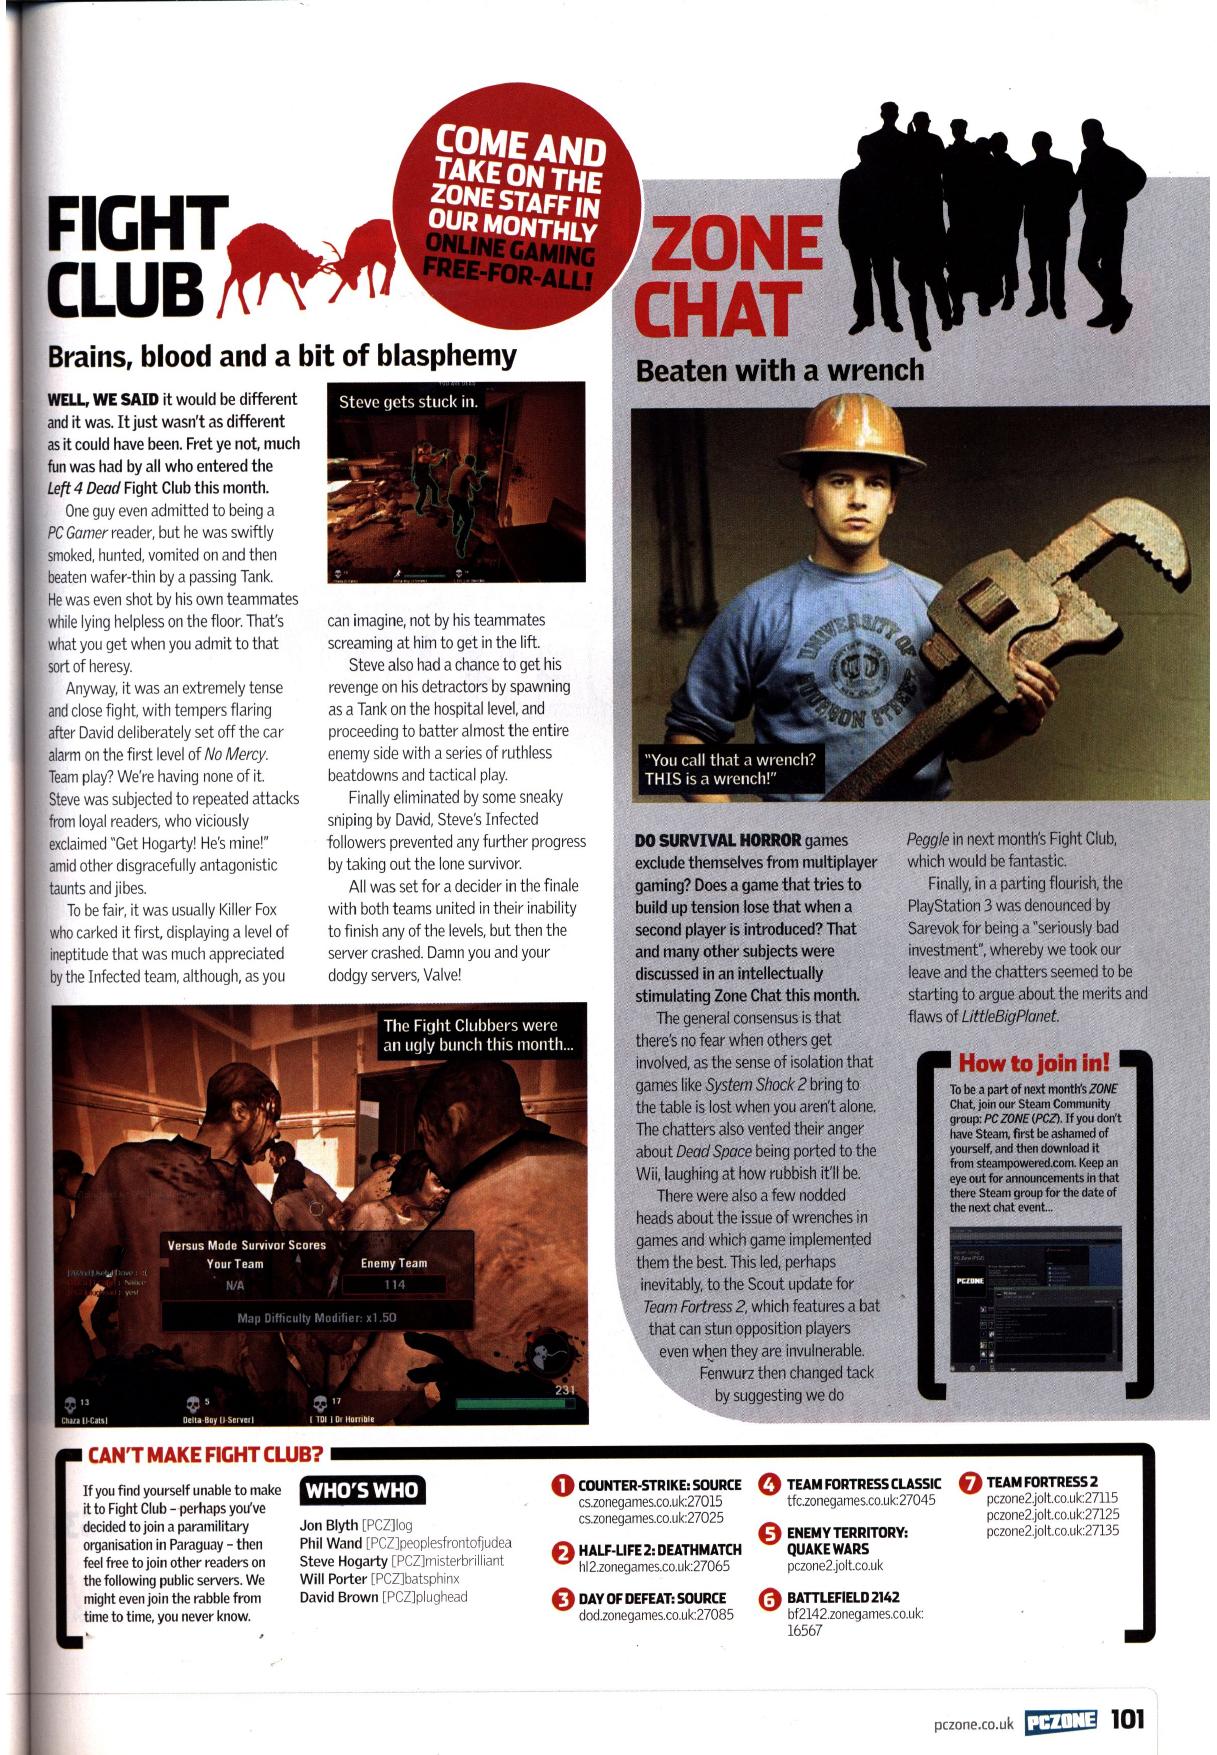 FIGHT
CLUB
COME AND
TAKE ON THE
ZONE STAFF IN
OUR MONTHLY
ONLINE GAMING
FREE-FOR-ALL!
Brains, blood and a bit of blasphemy
WELL, WE SAID it would be different
and it was. It just wasn't as different
as it could have been. Fret ye not, much
fun was had by all who entered the
Left 4 Dead Fight Club this month.
One guy even admitted to being a
PC Gamer reader, but he was swiftly
smoked, hunted, vomited on and then
beaten wafer-thin by a passing Tank.
He was even shot by his own teammates
while lying helpless on the floor. That's
what you get when you admit to that
sort of heresy.
Anyway, it was an extremely tense
and close fight, with tempers flaring
after David deliberately set off the car
alarm on the first level of No Mercy.
Team play? We're having none of it.
Steve was subjected to repeated attacks
from loyal readers, who viciously
exclaimed "Get Hogarty! He's mine!"
amid other disgracefully antagonistic
taunts and jibes.
To be fair, it was usually Killer Fox
who carked it first, displaying a level of
ineptitude that was much appreciated
by the Infected team, although, as you
Steve gets stuck in.
can imagine, not by his teammates
screaming at him to get in the lift.
Steve also had a chance to get his
revenge on his detractors by spawning
as a Tank on the hospital level, and
proceeding to batter almost the entire
enemy side with a series of ruthless
beatdowns and tactical play.
Finally eliminated by some sneaky
sniping by David, Steve's Infected
followers prevented any further progress
by taking out the lone survivor.
All was set for a decider in the finale
with both teams united in their inability
to finish any of the levels, but then the
server crashed. Damn you and your
dodgy servers, Valve!
The Fight Clubbers were
an ugly bunch this month...
Versus Mode Survivor Scores
Your Team Enemy Team
N/A 114
Map Difficulty Modifier: x1.50
231
13 5 17
Chaza [J-Cats] Delta-Boy [J-Server] [ TDI ] Dr Horrible
ZONE
CHAT
Beaten with a wrench
UNIVERSITY OF
BOURBON STREET
"You call that a wrench?
THIS is a wrench!"
DO SURVIVAL HORROR games
exclude themselves from multiplayer
gaming? Does a game that tries to
build up tension lose that when a
second player is introduced? That
and many other subjects were
discussed in an intellectually
stimulating Zone Chat this month.
The general consensus is that
there's no fear when others get
involved, as the sense of isolation that
games like System Shock 2 bring to
the table is lost when you aren't alone.
The chatters also vented their anger
about Dead Space being ported to the
Wii, laughing at how rubbish it'll be.
There were also a few nodded
heads about the issue of wrenches in
games and which game implemented
them the best. This led, perhaps
inevitably, to the Scout update for
Team Fortress 2, which features a bat
that can stun opposition players
even when they are invulnerable.
Fenwurz then changed tack
by suggesting we do
Peggle in next month's Fight Club,
which would be fantastic.
Finally, in a parting flourish, the
PlayStation 3 was denounced by
Sarevok for being a "seriously bad
investment", whereby we took our
leave and the chatters seemed to be
starting to argue about the merits and
flaws of LittleBigPlanet.
How to join in!
To be a part of next month's ZONE
Chat, join our Steam Community
group: PC ZONE (PCZ). If you don't
have Steam, first be ashamed of
yourself, and then download it
from steampowered.com. Keep an
eye out for announcements in that
there Steam group for the date of
the next chat event...
PCZONE
CAN'T MAKE FIGHT CLUB?
If you find yourself unable to make
it to Fight Club – perhaps you've
decided to join a paramilitary
organisation in Paraguay – then
feel free to join other readers on
the following public servers. We
might even join the rabble from
time to time, you never know.
WHO'S WHO
Jon Blyth [PCZ]log
Phil Wand [PCZ]peoplesfrontofjudea
Steve Hogarty [PCZ]misterbrilliant
Will Porter [PCZ]batsphinx
David Brown [PCZ]plughead
1 COUNTER-STRIKE: SOURCE
cs.zonegames.co.uk:27015
cs.zonegames.co.uk:27025
2 HALF-LIFE 2: DEATHMATCH
hl2.zonegames.co.uk:27065
3 DAY OF DEFEAT: SOURCE
dod.zonegames.co.uk:27085
4 TEAM FORTRESS CLASSIC
tfc.zonegames.co.uk:27045
5 ENEMY TERRITORY:
QUAKE WARS
pczone2.jolt.co.uk
6 BATTLEFIELD 2142
bf2142.zonegames.co.uk:
16567
7 TEAM FORTRESS 2
pczone2.jolt.co.uk:27115
pczone2.jolt.co.uk:27125
pczone2.jolt.co.uk:27135
pczone.co.uk PCZONE 101